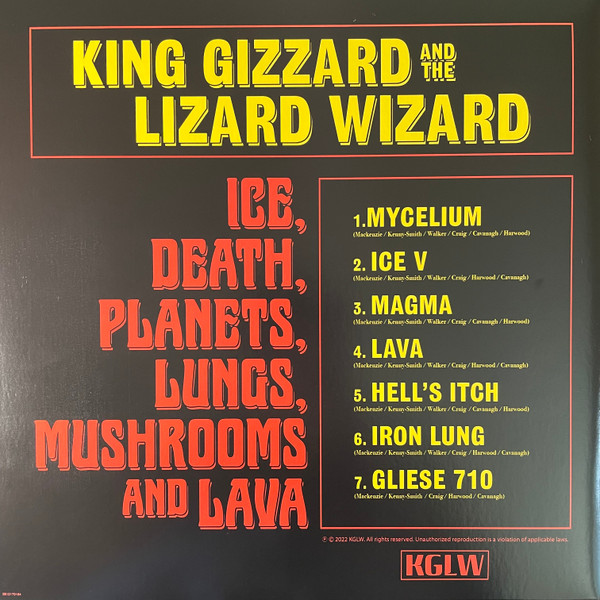 KING GIZZARD AND THE
LIZARD WIZARD
ICE,
DEATH,
PLANETS,
LUNGS,
MUSHROOMS
AND LAVA
1. MYCELIUM
(Mackenzie / Kenny-Smith / Walker / Craig / Cavanagh / Harwood)
2. ICE V
(Mackenzie / Kenny-Smith / Walker / Craig / Harwood / Cavanagh)
3. MAGMA
(Mackenzie / Kenny-Smith / Walker / Craig / Cavanagh / Harwood)
4. LAVA
(Mackenzie / Kenny-Smith / Walker / Craig / Harwood / Cavanagh)
5. HELL'S ITCH
(Mackenzie / Kenny-Smith / Walker / Craig / Cavanagh / Harwood)
6. IRON LUNG
(Mackenzie / Kenny-Smith / Walker / Craig / Harwood / Cavanagh)
7. GLIESE 710
(Mackenzie / Kenny-Smith / Craig / Harwood / Cavanagh)
℗ © 2022 KGLW. All rights reserved. Unauthorized reproduction is a violation of applicable laws.
KGLW